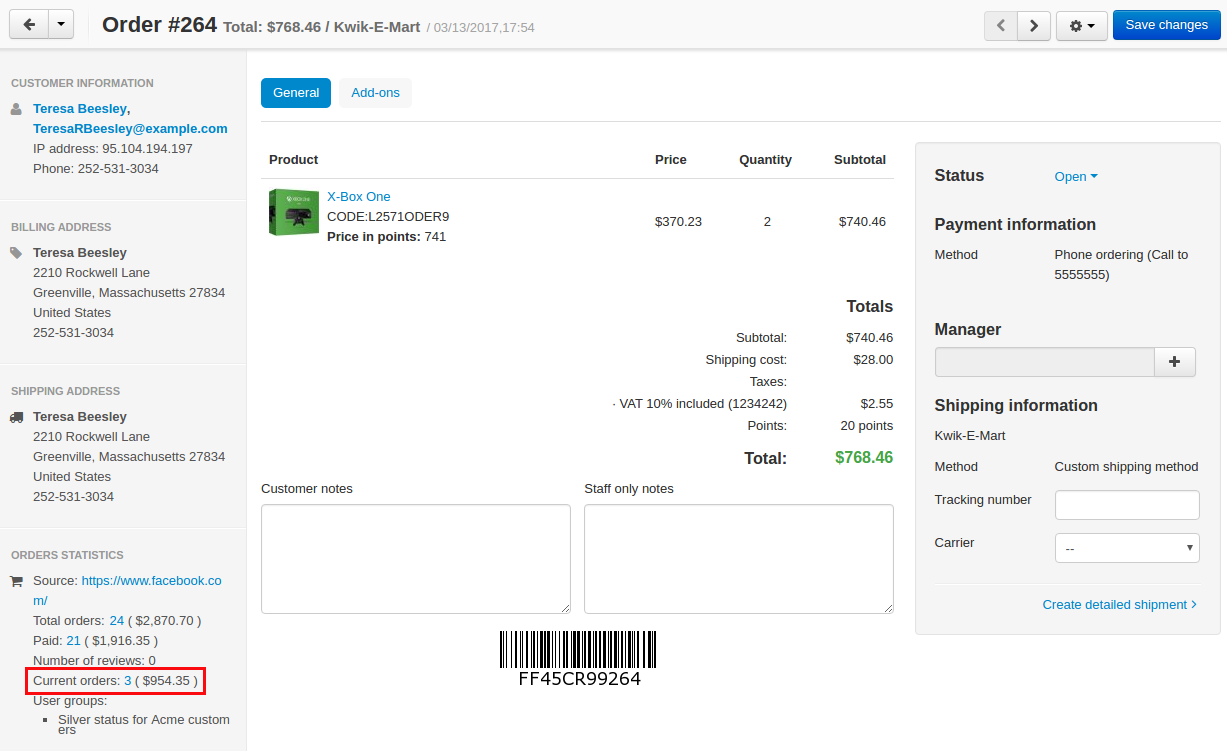 Order #264 Total: $768.46 / Kwik-E-Mart / 03/13/2017,17:54
Save changes
CUSTOMER INFORMATION
Teresa Beesley,
TeresaRBeesley@example.com
IP address: 95.104.194.197
Phone: 252-531-3034
BILLING ADDRESS
Teresa Beesley
2210 Rockwell Lane
Greenville, Massachusetts 27834
United States
252-531-3034
SHIPPING ADDRESS
Teresa Beesley
2210 Rockwell Lane
Greenville, Massachusetts 27834
United States
252-531-3034
ORDERS STATISTICS
Source: https://www.facebook.co
m/
Total orders: 24 ( $2,870.70 )
Paid: 21 ( $1,916.35 )
Number of reviews: 0
Current orders: 3 ( $954.35 )
User groups:
Silver status for Acme custom
ers
General Add-ons
Product Price Quantity Subtotal
X-Box One
CODE:L2571ODER9
Price in points: 741
$370.23 2 $740.46
Totals
Subtotal: $740.46
Shipping cost: $28.00
Taxes:
· VAT 10% included (1234242) $2.55
Points: 20 points
Total: $768.46
Customer notes Staff only notes
FF45CR99264
Status Open
Payment information
Method Phone ordering (Call to
5555555)
Manager
Shipping information
Kwik-E-Mart
Method Custom shipping method
Tracking number
Carrier --
Create detailed shipment